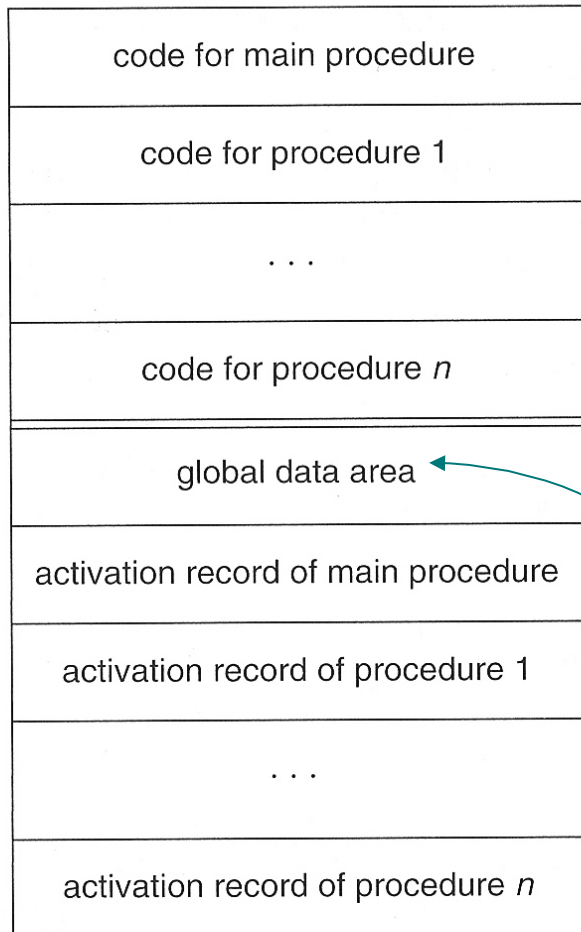 code for main procedure
code for procedure 1
. . .
code for procedure n
global data area
activation record of main procedure
activation record of procedure 1
. . .
activation record of procedure n